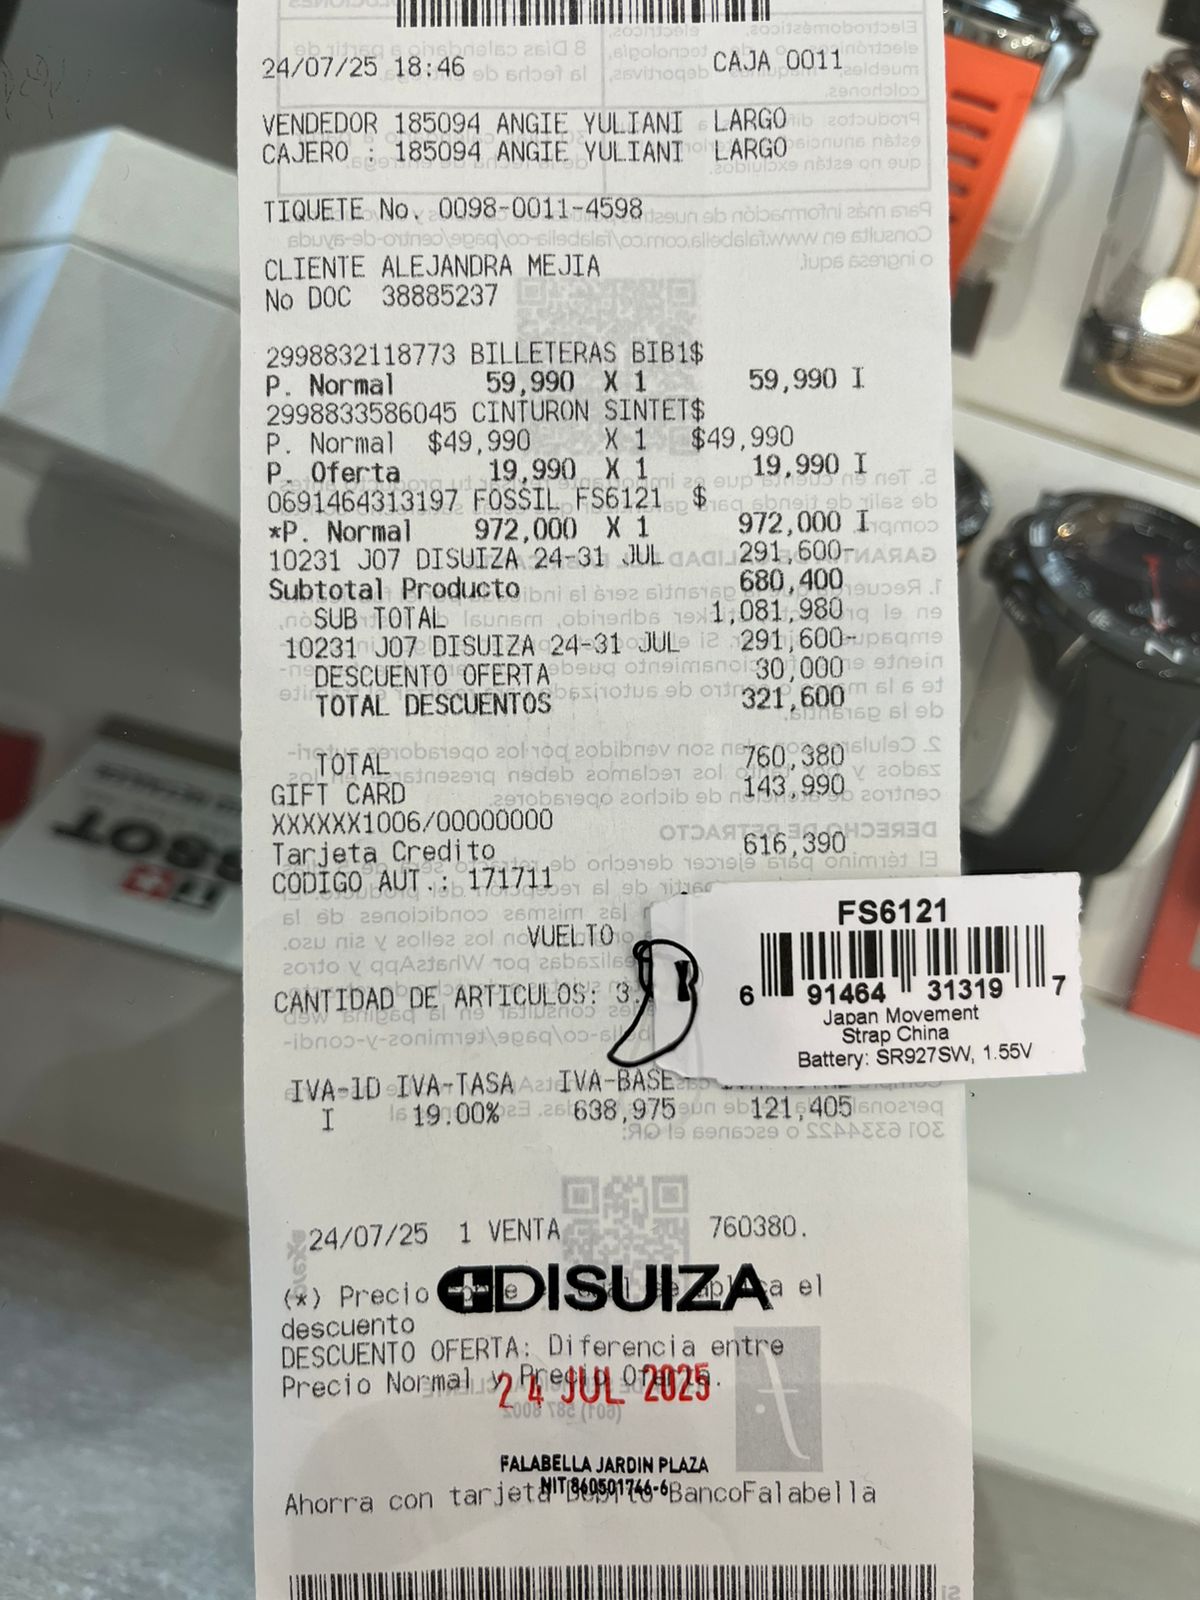 24/07/25 18:46 CAJA 0011
VENDEDOR 185094 ANGIE YULIANI LARGO
CAJERO : 185094 ANGIE YULIANI LARGO
TIQUETE No. 0098-0011-4598
CLIENTE ALEJANDRA MEJIA
No DOC 38885237
2998832118773 BILLETERAS BIB1$
P. Normal 59,990 X 1 59,990 I
2998833586045 CINTURON SINTET$
P. Normal $49,990 X 1 $49,990
P. Oferta 19,990 X 1 19,990 I
0691464313197 FOSSIL FS6121 $
*P. Normal 972,000 X 1 972,000 I
10231 J07 DISUIZA 24-31 JUL 291,600-
Subtotal Producto 680,400
SUB TOTAL 1,081,980
10231 J07 DISUIZA 24-31 JUL 291,600-
DESCUENTO OFERTA 30,000
TOTAL DESCUENTOS 321,600
TOTAL 760,380
GIFT CARD 143,990
XXXXXX1006/00000000
Tarjeta Credito 616,390
CODIGO AUT.: 171711
VUELTO
CANTIDAD DE ARTICULOS: 3.
FS6121
6 91464 31319 7
Japan Movement
Strap China
Battery: SR927SW, 1.55V
IVA-ID IVA-TASA IVA-BASE
I 19.00% 638,975 121,405
24/07/25 1 VENTA 760380.
DISUIZA
(*) Precio el
descuento
DESCUENTO OFERTA: Diferencia entre
Precio Normal y Precio Oferta.
24 JUL 2025
FALABELLA JARDIN PLAZA
NIT 860501746-6
Ahorra con tarjeta BancoFalabella